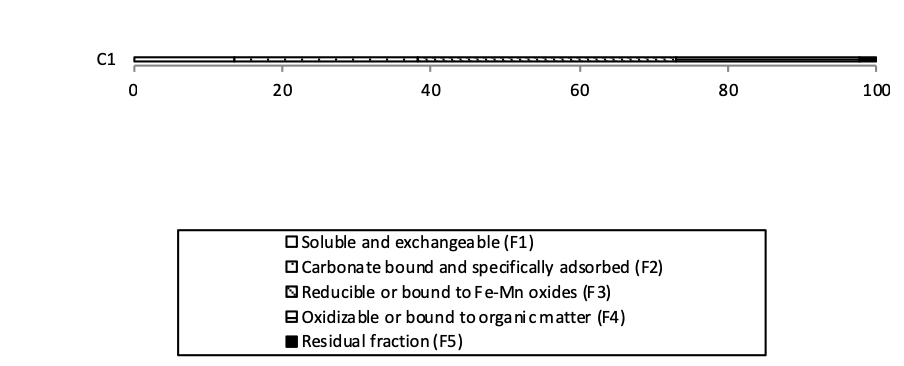 C1
0 20 40 60 80 100
Soluble and exchangeable (F1)
Carbonate bound and specifically adsorbed (F2)
Reducible or bound to Fe-Mn oxides (F3)
Oxidizable or bound to organic matter (F4)
Residual fraction (F5)